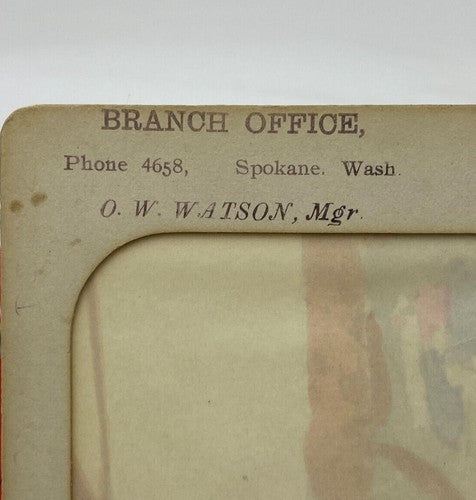 BRANCH OFFICE,
Phone 4658, Spokane. Wash.
O. W. WATSON, Mgr.